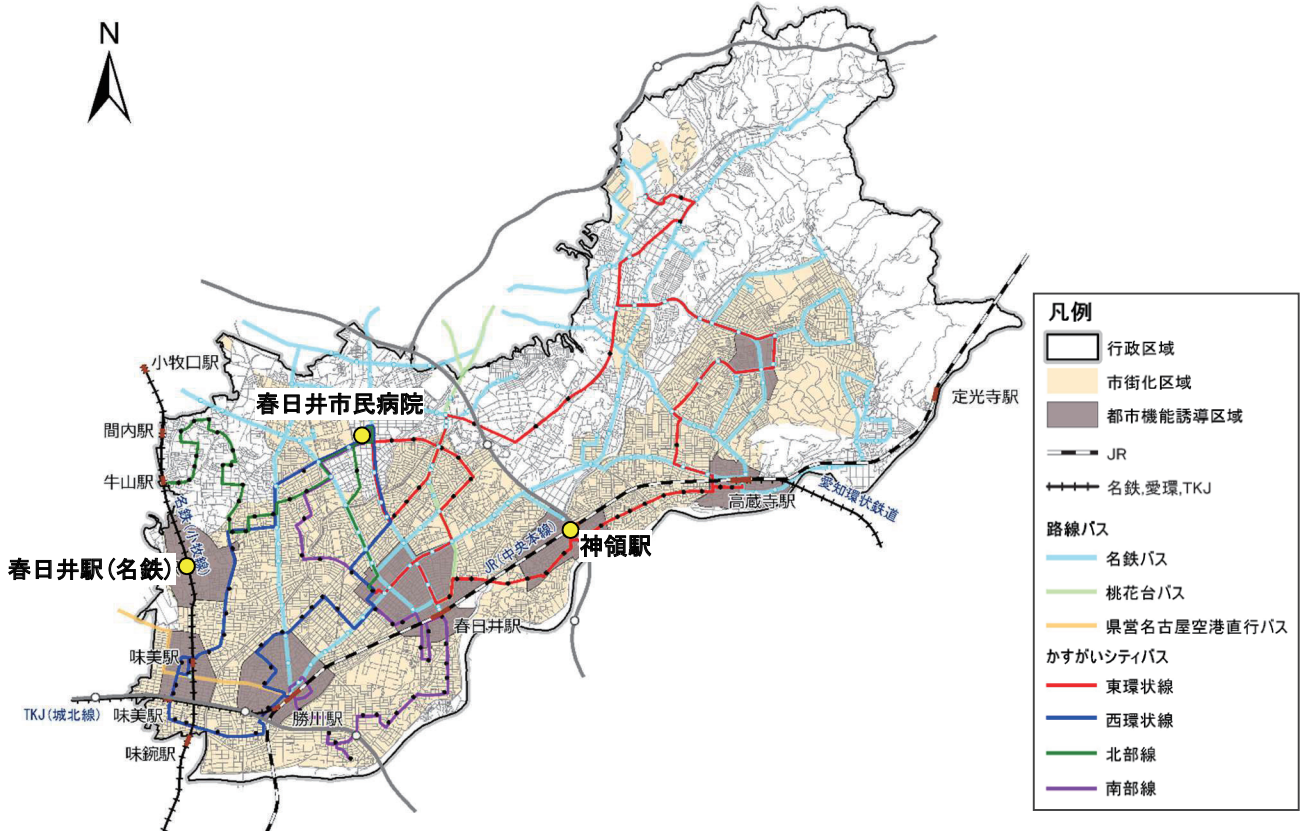 N
小牧口駅
春日井市民病院
間内駅
牛山駅
名鉄(小牧線)
春日井駅(名鉄)
神領駅
JR(中央本線)
高蔵寺駅
愛知環状鉄道
定光寺駅
春日井駅
味美駅
TKJ(城北線)
味美駅
勝川駅
味鋺駅
凡例
行政区域
市街化区域
都市機能誘導区域
JR
名鉄,愛環,TKJ
路線バス
名鉄バス
桃花台バス
県営名古屋空港直行バス
かすがいシティバス
東環状線
西環状線
北部線
南部線